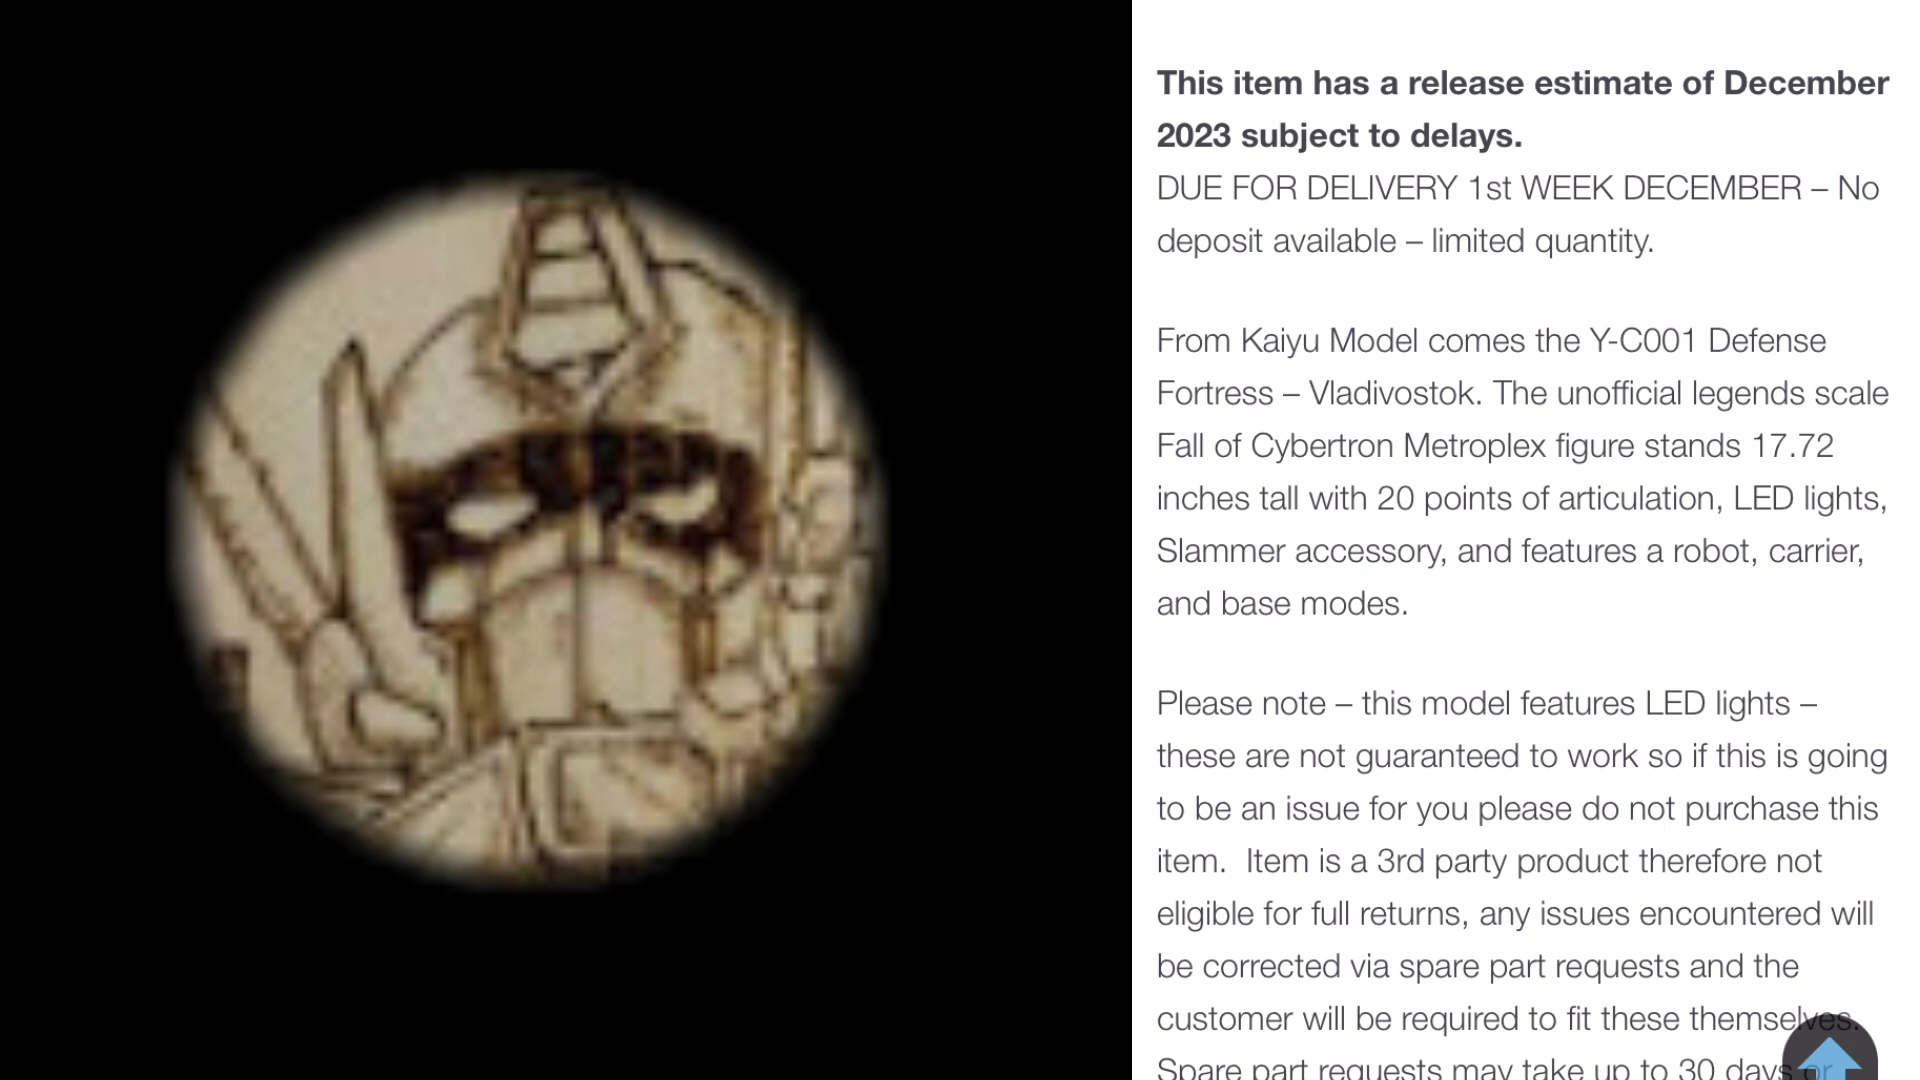 This item has a release estimate of December
2023 subject to delays.
DUE FOR DELIVERY 1st WEEK DECEMBER – No
deposit available – limited quantity.
From Kaiyu Model comes the Y-C001 Defense
Fortress – Vladivostok. The unofficial legends scale
Fall of Cybertron Metroplex figure stands 17.72
inches tall with 20 points of articulation, LED lights,
Slammer accessory, and features a robot, carrier,
and base modes.
Please note – this model features LED lights –
these are not guaranteed to work so if this is going
to be an issue for you please do not purchase this
item.  Item is a 3rd party product therefore not
eligible for full returns, any issues encountered will
be corrected via spare part requests and the
customer will be required to fit these themselves.
Spare part requests may take up to 30 days or